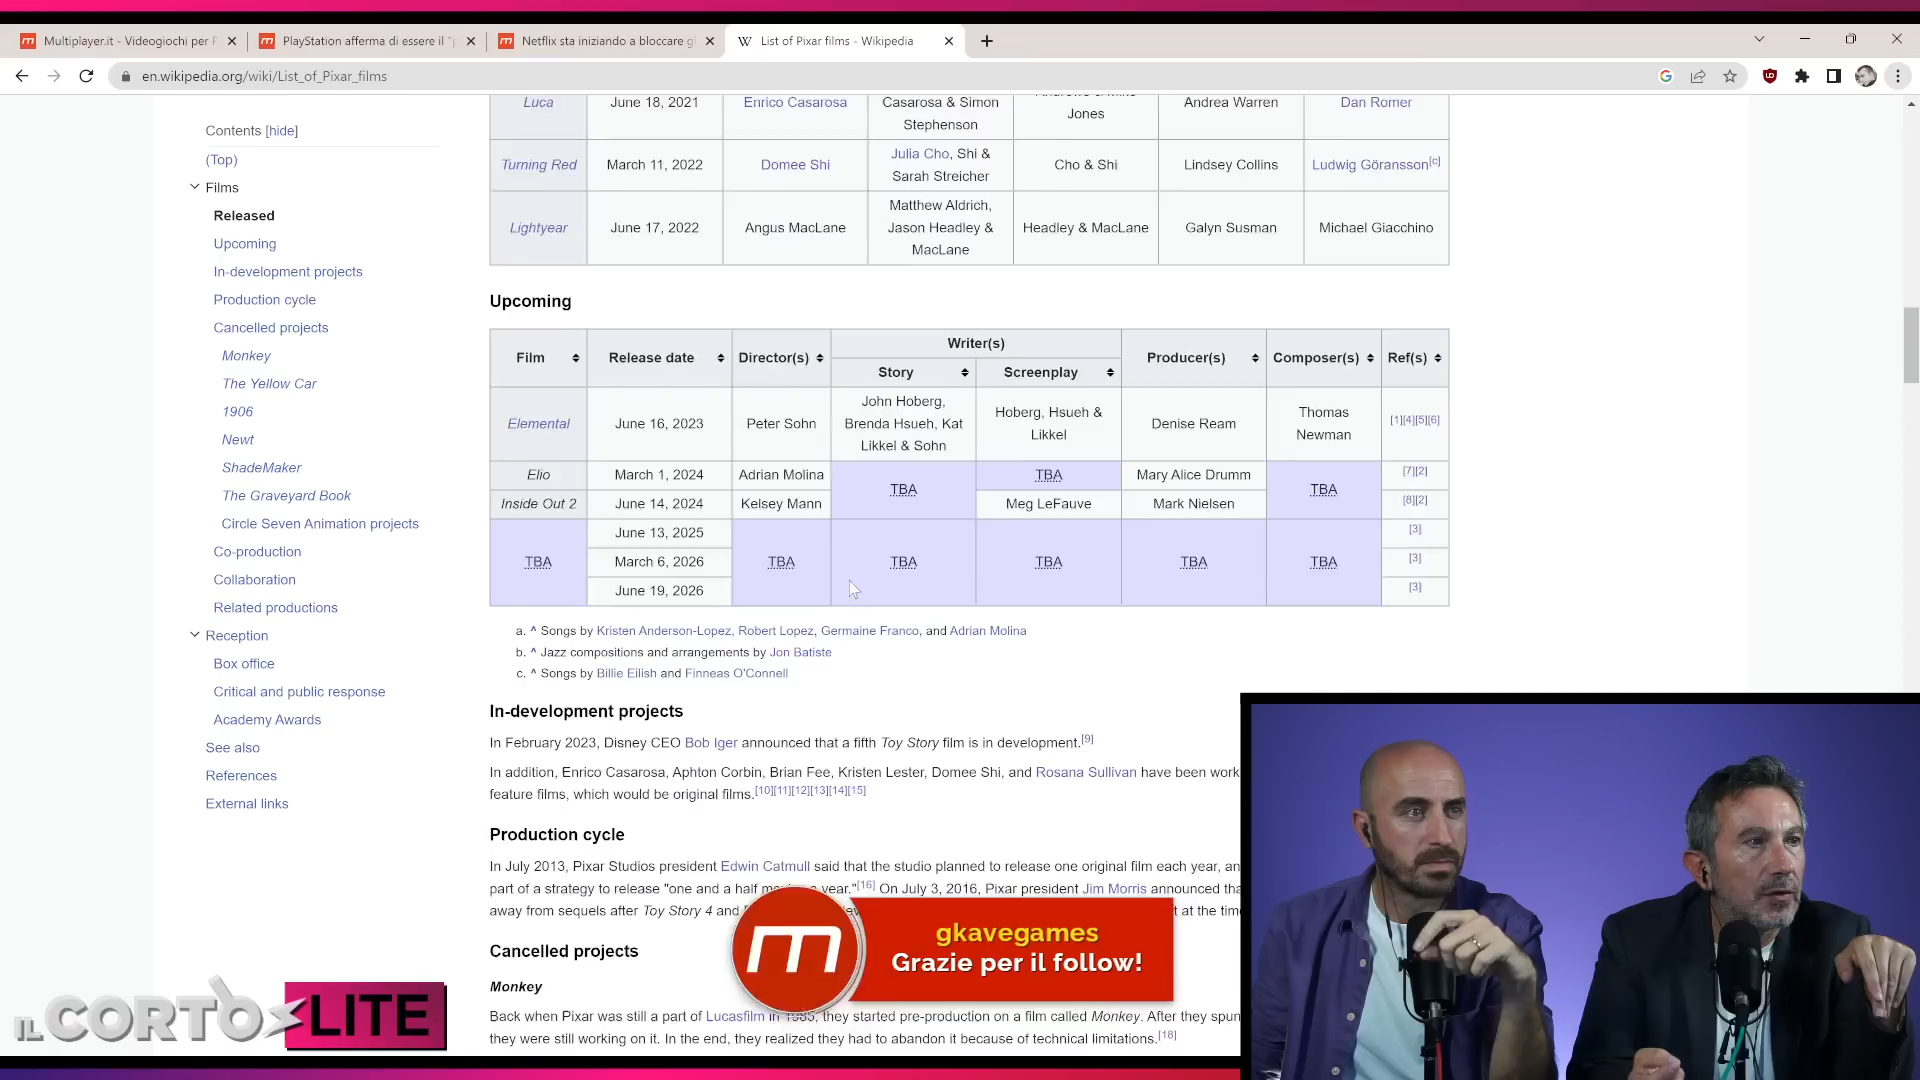 Multiplayer.it - Videogiochi per
PlayStation afferma di essere il "
Netflix sta iniziando a bloccare g
W List of Pixar films - Wikipedia
en.wikipedia.org/wiki/List_of_Pixar_films
Contents [hide]
(Top)
Films
Released
Upcoming
In-development projects
Production cycle
Cancelled projects
Monkey
The Yellow Car
1906
Newt
ShadeMaker
The Graveyard Book
Circle Seven Animation projects
Co-production
Collaboration
Related productions
Reception
Box office
Critical and public response
Academy Awards
See also
References
External links
Luca June 18, 2021 Enrico Casarosa Casarosa & Simon Stephenson Jones Andrea Warren Dan Romer
Turning Red March 11, 2022 Domee Shi Julia Cho, Shi & Sarah Streicher Cho & Shi Lindsey Collins Ludwig Göransson[c]
Lightyear June 17, 2022 Angus MacLane Matthew Aldrich, Jason Headley & MacLane Headley & MacLane Galyn Susman Michael Giacchino
Upcoming
Film Release date Director(s) Writer(s) Producer(s) Composer(s) Ref(s)
Story Screenplay
Elemental June 16, 2023 Peter Sohn John Hoberg, Brenda Hsueh, Kat Likkel & Sohn Hoberg, Hsueh & Likkel Denise Ream Thomas Newman [1][4][5][6]
Elio March 1, 2024 Adrian Molina TBA TBA Mary Alice Drumm TBA [7][2]
Inside Out 2 June 14, 2024 Kelsey Mann Meg LeFauve Mark Nielsen [8][2]
June 13, 2025 [3]
TBA March 6, 2026 TBA TBA TBA TBA TBA [3]
June 19, 2026 [3]
a. ^ Songs by Kristen Anderson-Lopez, Robert Lopez, Germaine Franco, and Adrian Molina
b. ^ Jazz compositions and arrangements by Jon Batiste
c. ^ Songs by Billie Eilish and Finneas O'Connell
In-development projects
In February 2023, Disney CEO Bob Iger announced that a fifth Toy Story film is in development.[9]
In addition, Enrico Casarosa, Aphton Corbin, Brian Fee, Kristen Lester, Domee Shi, and Rosana Sullivan have been work
feature films, which would be original films.[10][11][12][13][14][15]
Production cycle
In July 2013, Pixar Studios president Edwin Catmull said that the studio planned to release one original film each year, an
part of a strategy to release "one and a half year."[16] On July 3, 2016, Pixar president Jim Morris announced tha
away from sequels after Toy Story 4 and t at the time
Cancelled projects
Monkey
Back when Pixar was still a part of Lucasfilm in 1985, they started pre-production on a film called Monkey. After they spun
they were still working on it. In the end, they realized they had to abandon it because of technical limitations.[18]
gkavegames
Grazie per il follow!
IL CORTO LITE